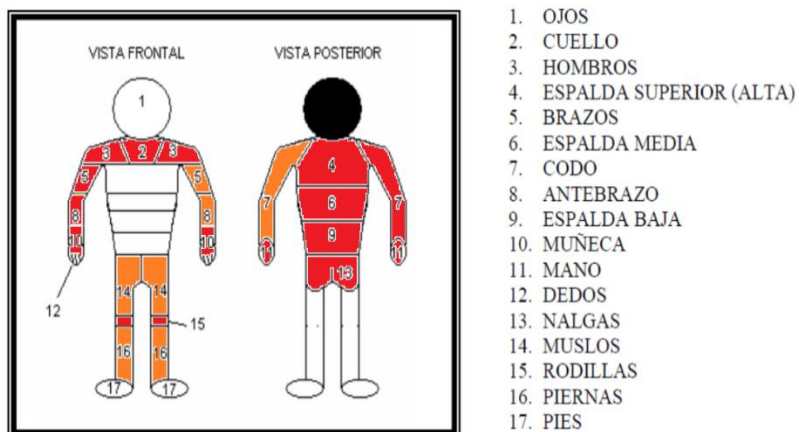 VISTA FRONTAL
VISTA POSTERIOR
1
3 2 3
5 5
8 8
10 10
12
14 14
15
16 16
17 17
4
7 6 7
9
11 11
13
1. OJOS
2. CUELLO
3. HOMBROS
4. ESPALDA SUPERIOR (ALTA)
5. BRAZOS
6. ESPALDA MEDIA
7. CODO
8. ANTEBRAZO
9. ESPALDA BAJA
10. MUÑECA
11. MANO
12. DEDOS
13. NALGAS
14. MUSLOS
15. RODILLAS
16. PIERNAS
17. PIES